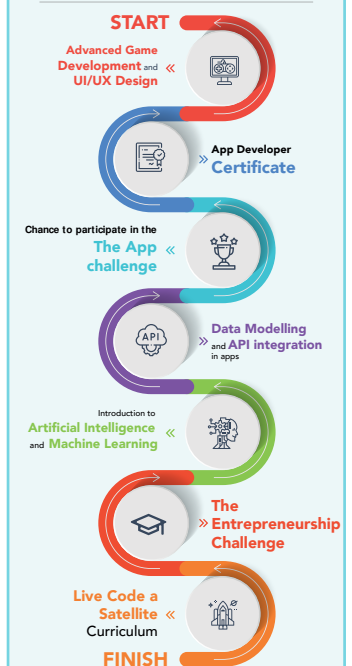 START
Advanced Game
Development and
UI/UX Design
App Developer
Certificate
Chance to participate in the
The App
challenge
API
Data Modelling
and API integration
in apps
Introduction to
Artificial Intelligence
and Machine Learning
The
Entrepreneurship
Challenge
Live Code a
Satellite
Curriculum
FINISH